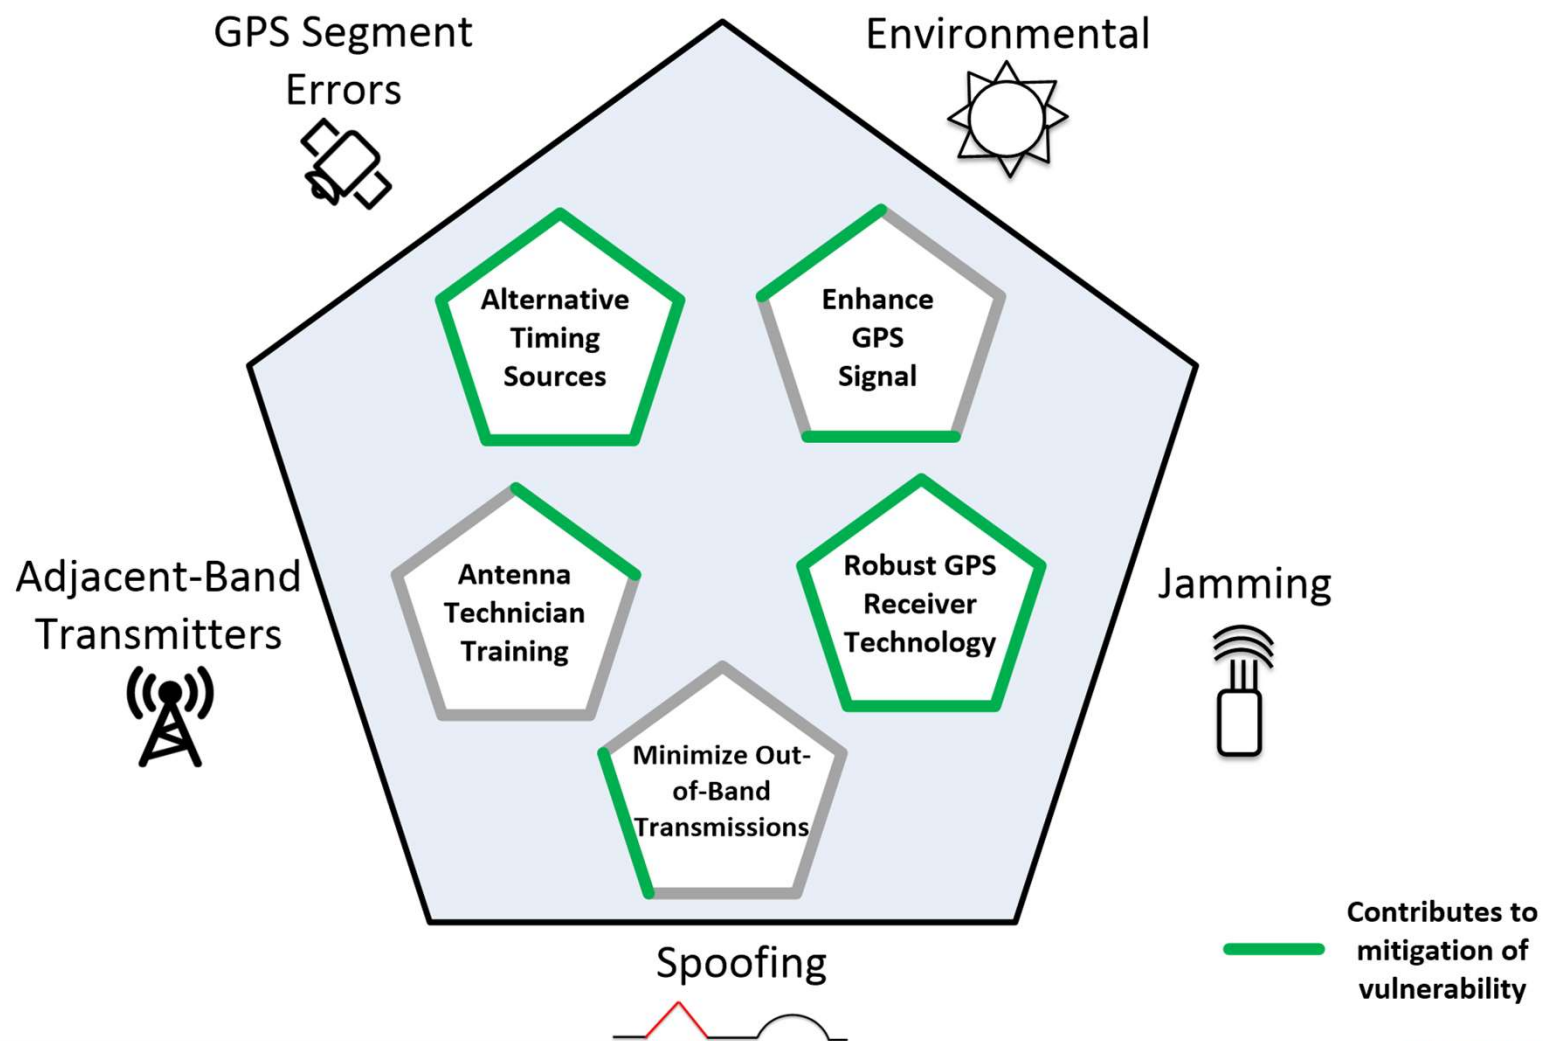 GPS Segment
Errors
Environmental
Alternative
Timing
Sources
Enhance
GPS
Signal
Adjacent-Band
Transmitters
Antenna
Technician
Training
Robust GPS
Receiver
Technology
Jamming
Minimize Out-
of-Band
Transmissions
Spoofing
Contributes to
mitigation of
vulnerability